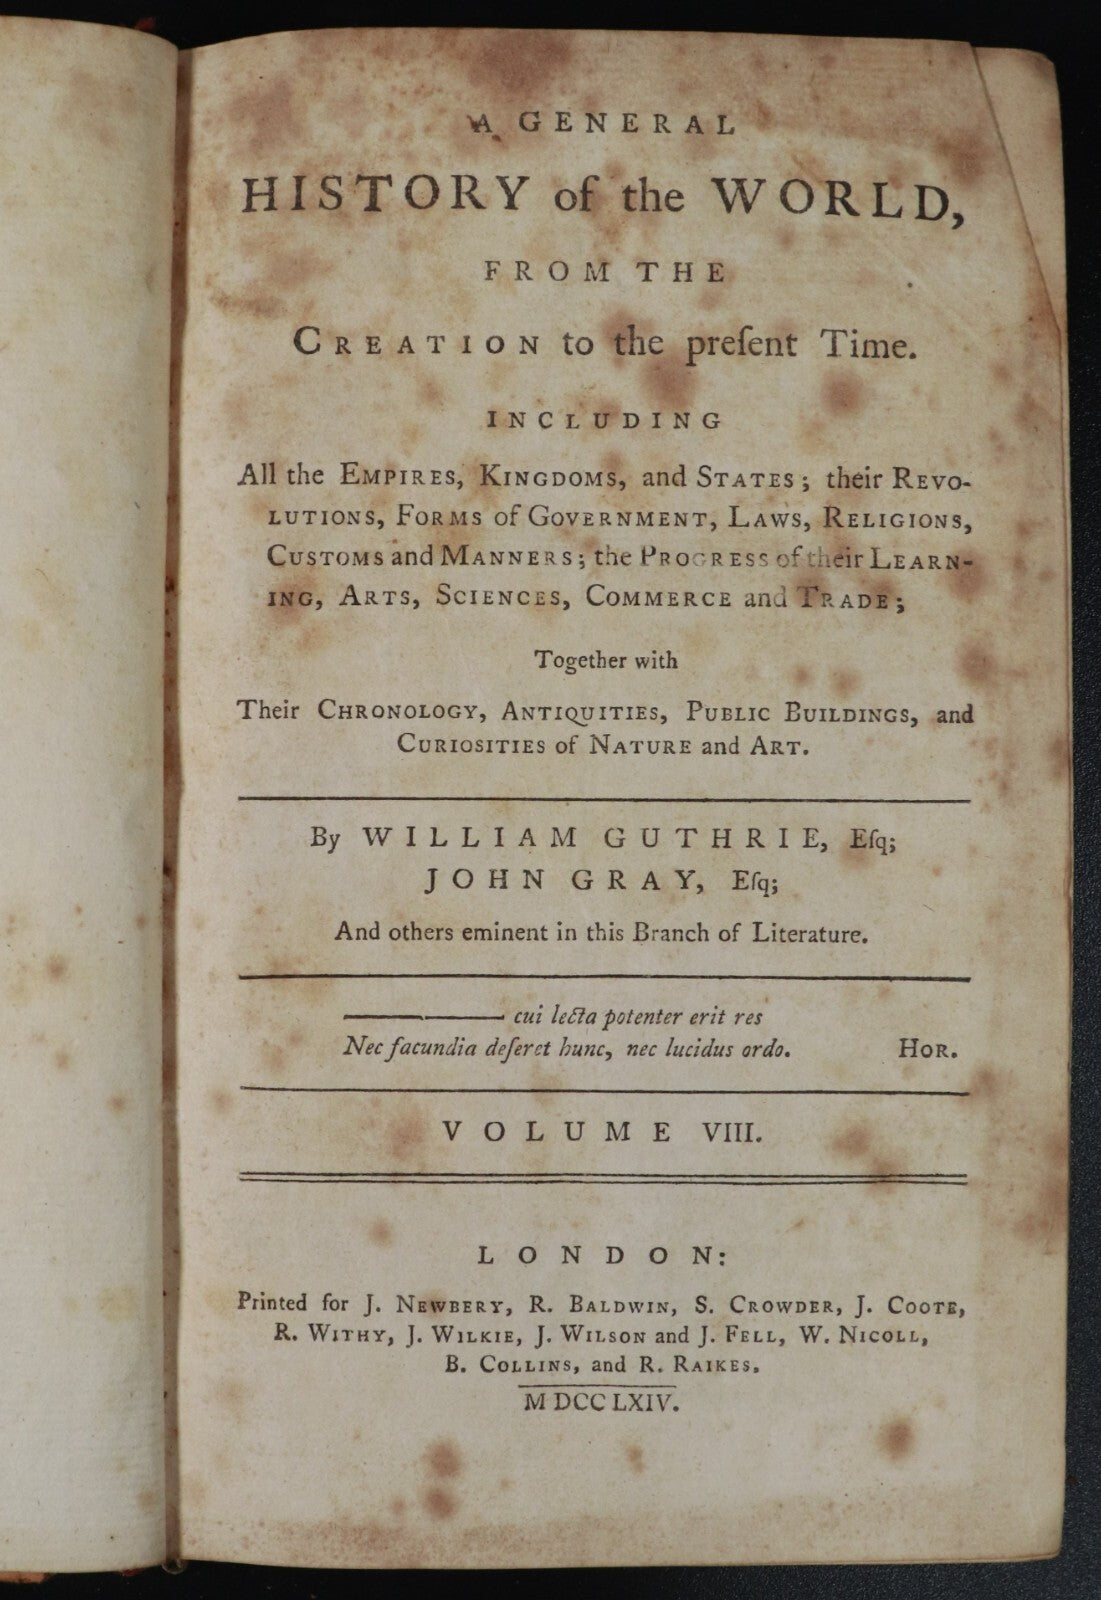 A GENERAL
HISTORY of the WORLD,
FROM THE
CREATION to the preſent Time.
INCLUDING
All the EMPIRES, KINGDOMS, and STATES; their REVO-
LUTIONS, FORMS of GOVERNMENT, LAWS, RELIGIONS,
CUSTOMS and MANNERS; the PROGRESS of their LEARN-
ING, ARTS, SCIENCES, COMMERCE and TRADE;
Together with
Their CHRONOLOGY, ANTIQUITIES, PUBLIC BUILDINGS, and
CURIOSITIES of NATURE and ART.
By WILLIAM GUTHRIE, Eſq;
JOHN GRAY, Eſq;
And others eminent in this Branch of Literature.
——— cui lecta potenter erit res
Nec facundia deſeret hunc, nec lucidus ordo. HOR.
VOLUME VIII.
LONDON:
Printed for J. NEWBERY, R. BALDWIN, S. CROWDER, J. COOTE,
R. WITHY, J. WILKIE, J. WILSON and J. FELL, W. NICOLL,
B. COLLINS, and R. RAIKES.
M DCC LXIV.